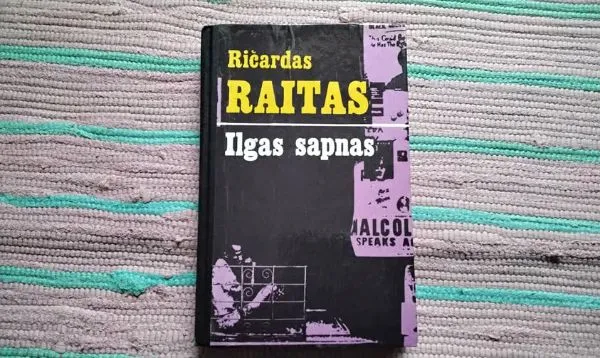 Ričardas
RAITAS
Ilgas sapnas
MALCOL
SPEAKS A